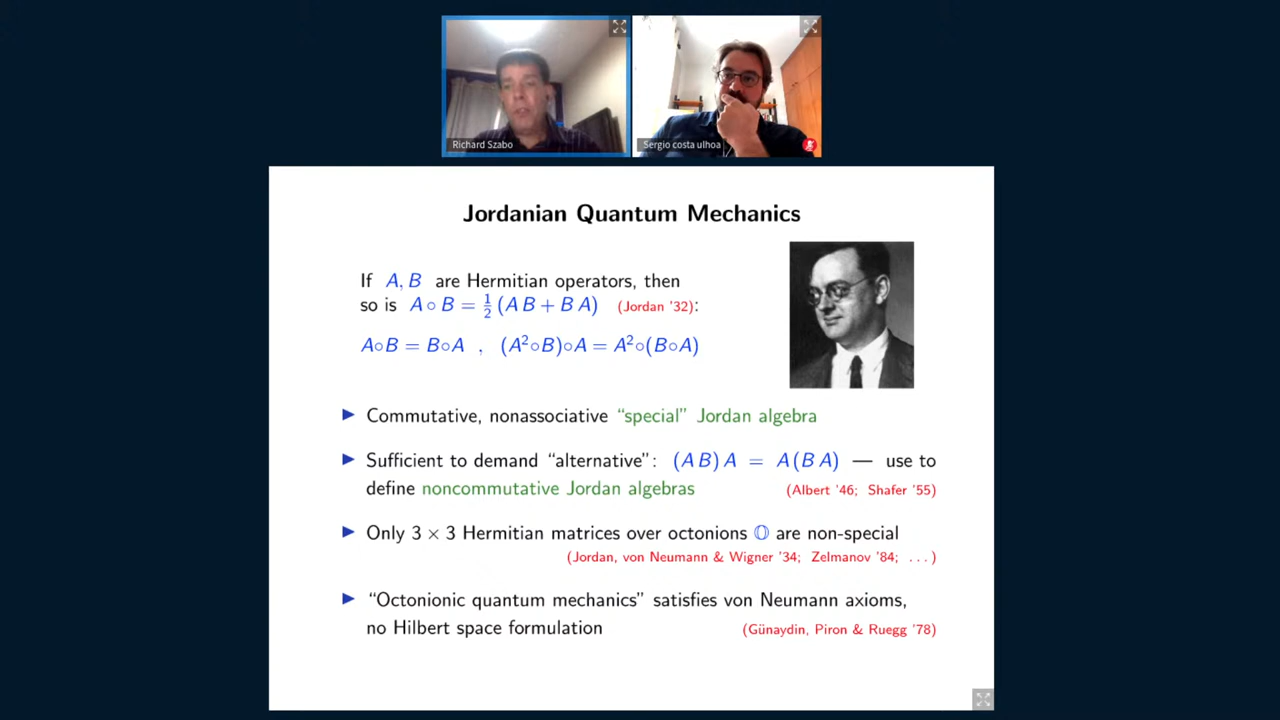 Richard Szabo
Sergio costa ulhoa
Jordanian Quantum Mechanics
If A, B are Hermitian operators, then
so is A ∘ B = ½ (A B + B A) (Jordan '32):
A∘B = B∘A , (A²∘B)∘A = A²∘(B∘A)
► Commutative, nonassociative “special” Jordan algebra
► Sufficient to demand “alternative”: (A B) A = A (B A) — use to
define noncommutative Jordan algebras (Albert '46; Shafer '55)
► Only 3 × 3 Hermitian matrices over octonions 𝕆 are non-special
(Jordan, von Neumann & Wigner '34; Zelmanov '84; ...)
► “Octonionic quantum mechanics” satisfies von Neumann axioms,
no Hilbert space formulation (Günaydin, Piron & Ruegg '78)